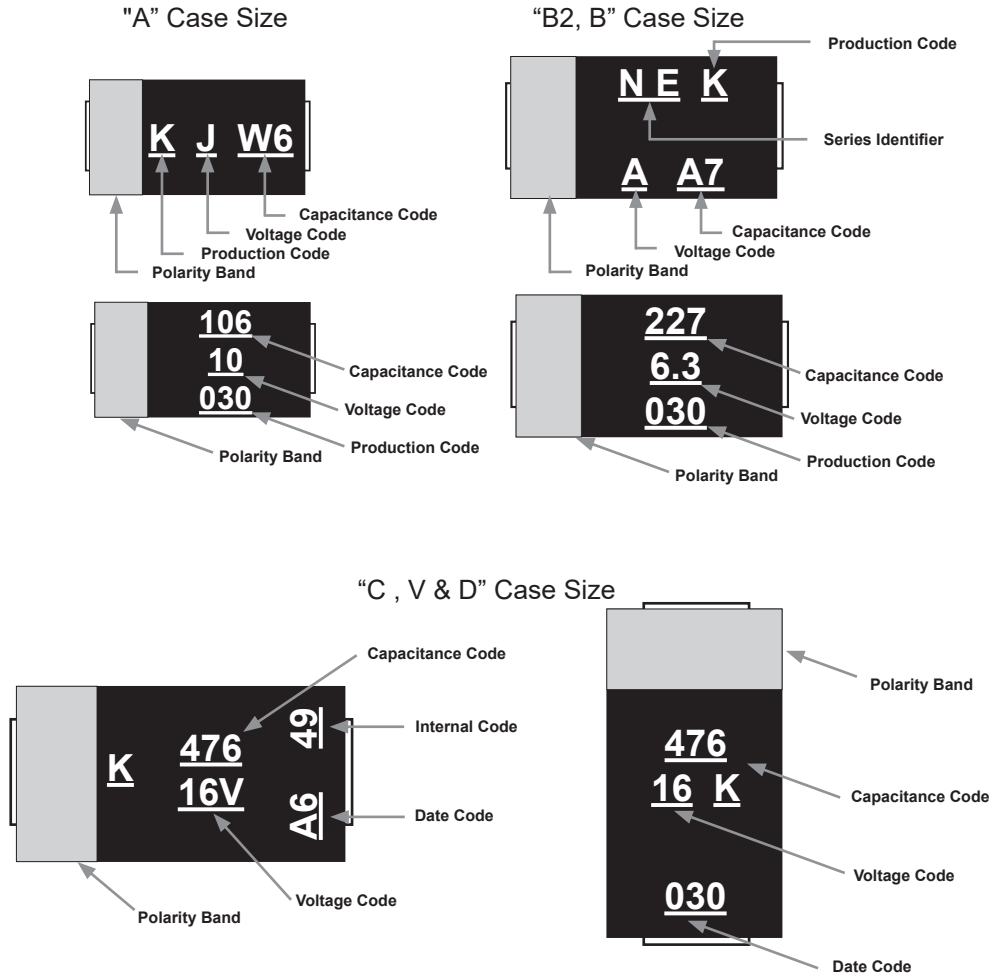 "A” Case Size
K J W6
Capacitance Code
Voltage Code
Production Code
Polarity Band
106
10
030
Capacitance Code
Voltage Code
Production Code
Polarity Band
“B2, B” Case Size
N E K
A A7
Production Code
Series Identifier
Capacitance Code
Voltage Code
Polarity Band
227
6.3
030
Capacitance Code
Voltage Code
Production Code
Polarity Band
“C , V & D” Case Size
K
476
16V
49
A6
Capacitance Code
Internal Code
Date Code
Voltage Code
Polarity Band
476
16 K
030
Polarity Band
Capacitance Code
Voltage Code
Date Code